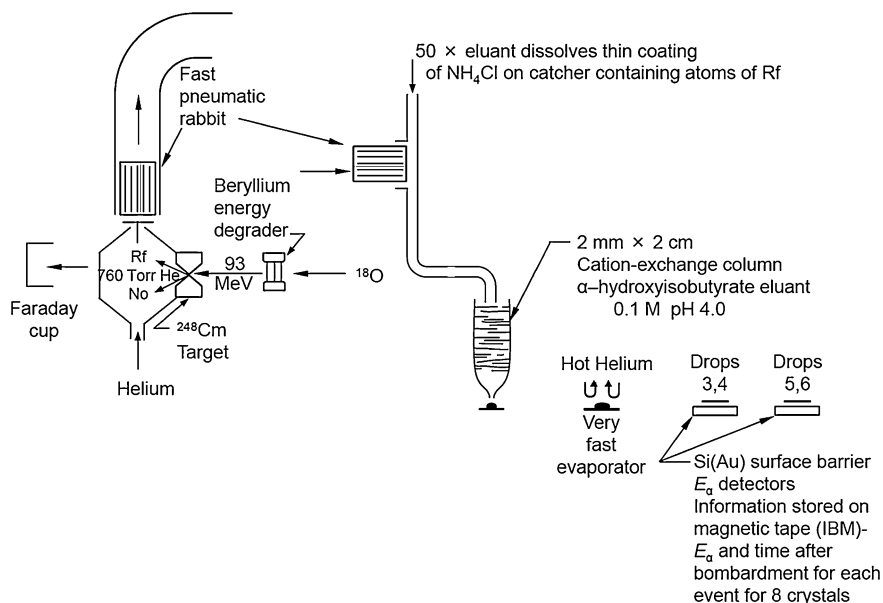 50 × eluant dissolves thin coating
of NH₄Cl on catcher containing atoms of Rf
Fast
pneumatic
rabbit
Beryllium
energy
degrader
Rf
760 Torr He
No
93
MeV
¹⁸O
Faraday
cup
²⁴⁸Cm
Target
Helium
2 mm × 2 cm
Cation-exchange column
α–hydroxyisobutyrate eluant
0.1 M pH 4.0
Hot Helium
Very
fast
evaporator
Drops
3,4
Drops
5,6
Si(Au) surface barrier
Eα detectors
Information stored on
magnetic tape (IBM)-
Eα and time after
bombardment for each
event for 8 crystals